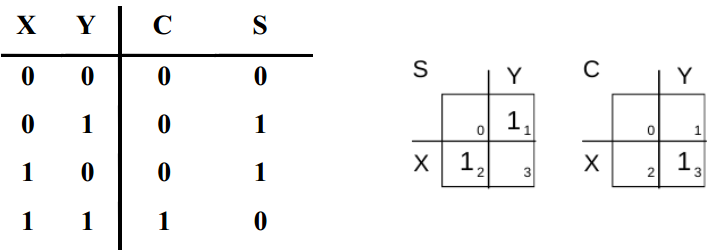 X Y C S
0 0 0 0
0 1 0 1
1 0 0 1
1 1 1 0
S Y
0 1 1
X 1 2 3
C Y
0 1
X 2 1 3